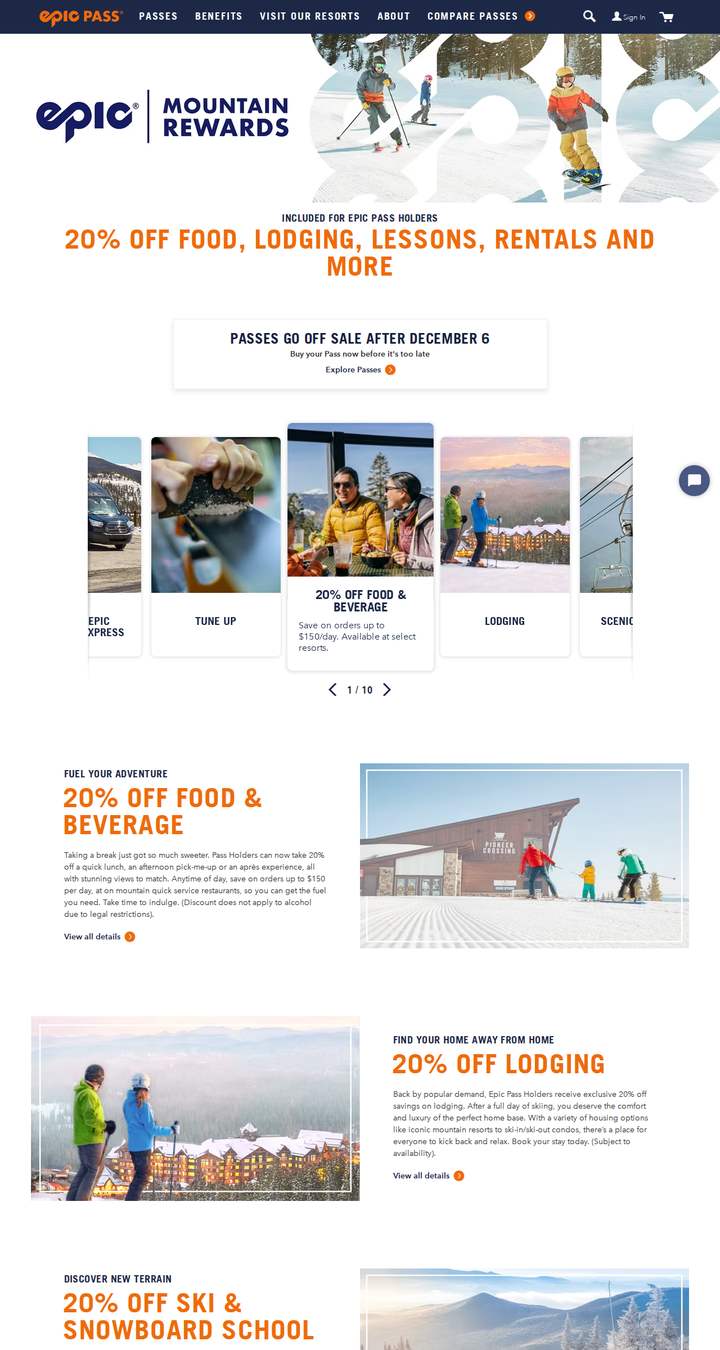 epic PASS
PASSES
BENEFITS
VISIT OUR RESORTS
ABOUT
COMPARE PASSES
Sign In
epic® MOUNTAIN
REWARDS
INCLUDED FOR EPIC PASS HOLDERS
20% OFF FOOD, LODGING, LESSONS, RENTALS AND
MORE
PASSES GO OFF SALE AFTER DECEMBER 6
Buy your Pass now before it's too late
Explore Passes
EPIC
XPRESS
TUNE UP
20% OFF FOOD &
BEVERAGE
Save on orders up to
$150/day. Available at select
resorts.
LODGING
SCENIC
1 / 10
FUEL YOUR ADVENTURE
20% OFF FOOD &
BEVERAGE
Taking a break just got so much sweeter. Pass Holders can now take 20%
off a quick lunch, an afternoon pick-me-up or an après experience, all
with stunning views to match. Anytime of day, save on orders up to $150
per day, at on mountain quick service restaurants, so you can get the fuel
you need. Take time to indulge. (Discount does not apply to alcohol
due to legal restrictions).
View all details
PIONEER
CROSSING
FIND YOUR HOME AWAY FROM HOME
20% OFF LODGING
Back by popular demand, Epic Pass Holders receive exclusive 20% off
savings on lodging. After a full day of skiing, you deserve the comfort
and luxury of the perfect home base. With a variety of housing options
like iconic mountain resorts to ski-in/ski-out condos, there's a place for
everyone to kick back and relax. Book your stay today. (Subject to
availability).
View all details
DISCOVER NEW TERRAIN
20% OFF SKI &
SNOWBOARD SCHOOL